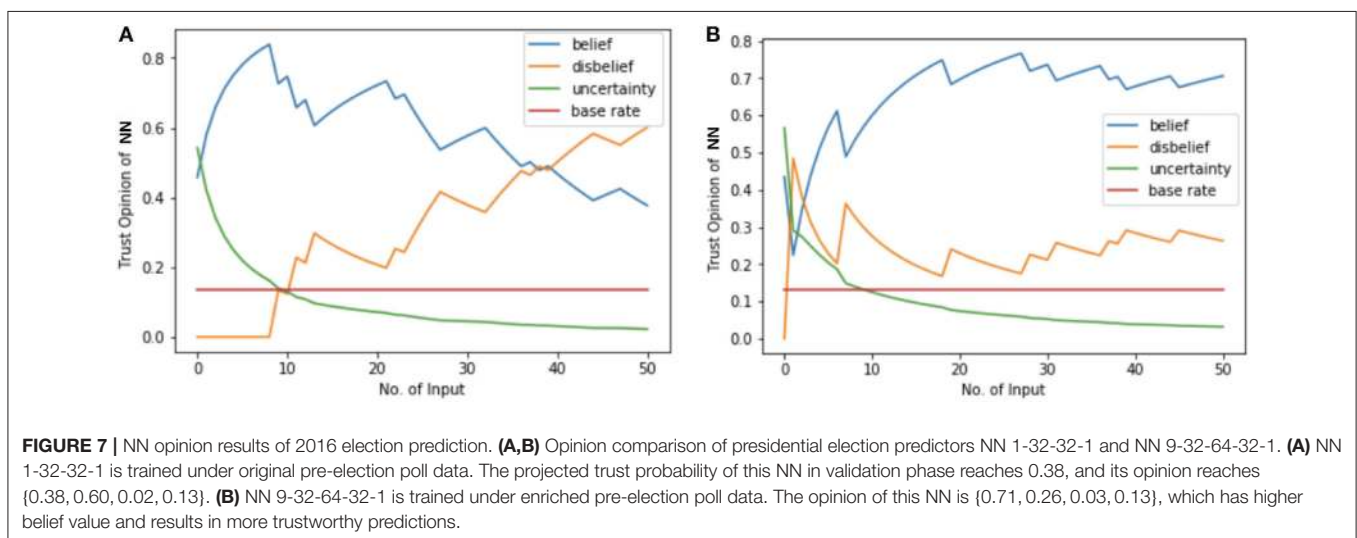 A
Trust Opinion of NN
0.8
0.6
0.4
0.2
0.0
belief
disbelief
uncertainty
base rate
0 10 20 30 40 50
No. of Input
B
Trust Opinion of NN
0.8
0.7
0.6
0.5
0.4
0.3
0.2
0.1
0.0
belief
disbelief
uncertainty
base rate
0 10 20 30 40 50
No. of Input
FIGURE 7 | NN opinion results of 2016 election prediction. (A,B) Opinion comparison of presidential election predictors NN 1-32-32-1 and NN 9-32-64-32-1. (A) NN
1-32-32-1 is trained under original pre-election poll data. The projected trust probability of this NN in validation phase reaches 0.38, and its opinion reaches
{0.38, 0.60, 0.02, 0.13}. (B) NN 9-32-64-32-1 is trained under enriched pre-election poll data. The opinion of this NN is {0.71, 0.26, 0.03, 0.13}, which has higher
belief value and results in more trustworthy predictions.